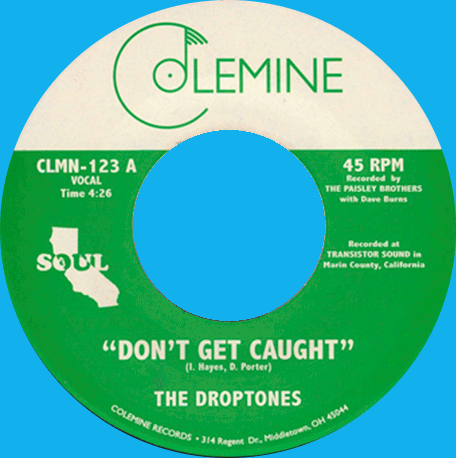 COLEMINE
CLMN-123 A
VOCAL
Time 4:26
45 RPM
Recorded by
THE PAISLEY BROTHERS
with Dave Burns
SOUL
Recorded at
TRANSISTOR SOUND in
Marin County, California
“DON'T GET CAUGHT”
(I. Hayes, D. Porter)
THE DROPTONES
COLEMINE RECORDS • 314 Regent Dr., Middletown, OH 45044